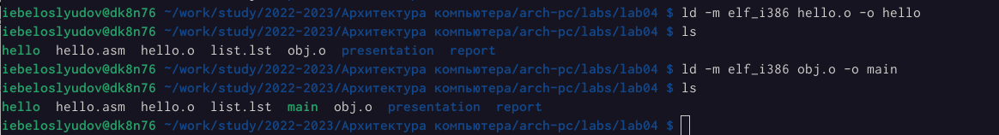 iebeloslyudov@dk8n76 ~/work/study/2022-2023/Архитектура компьютера/arch-pc/labs/lab04 $ ld -m elf_i386 hello.o -o hello
iebeloslyudov@dk8n76 ~/work/study/2022-2023/Архитектура компьютера/arch-pc/labs/lab04 $ ls
hello  hello.asm  hello.o  list.lst  obj.o  presentation  report
iebeloslyudov@dk8n76 ~/work/study/2022-2023/Архитектура компьютера/arch-pc/labs/lab04 $ ld -m elf_i386 obj.o -o main
iebeloslyudov@dk8n76 ~/work/study/2022-2023/Архитектура компьютера/arch-pc/labs/lab04 $ ls
hello  hello.asm  hello.o  list.lst  main  obj.o  presentation  report
iebeloslyudov@dk8n76 ~/work/study/2022-2023/Архитектура компьютера/arch-pc/labs/lab04 $